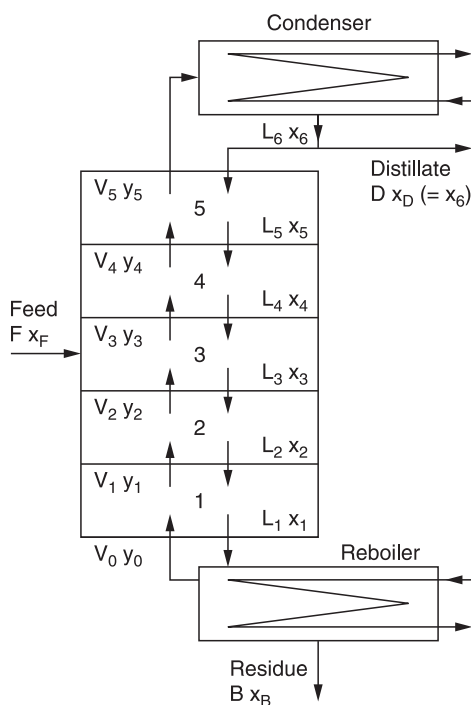 Condenser
L6 x6
Distillate
D xD (= x6)
V5 y5
5
L5 x5
V4 y4
4
L4 x4
Feed
F xF
V3 y3
3
L3 x3
V2 y2
2
L2 x2
V1 y1
1
L1 x1
V0 y0
Reboiler
Residue
B xB